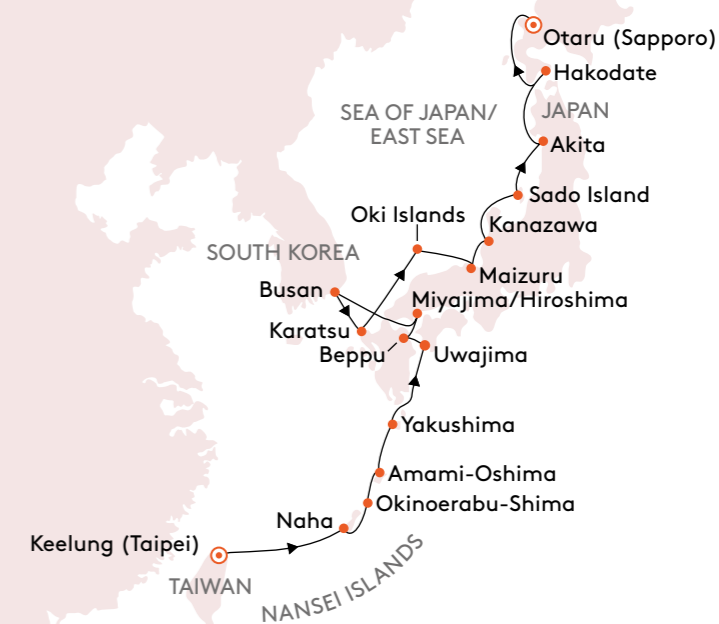 Otaru (Sapporo)
Hakodate
SEA OF JAPAN/
EAST SEA
JAPAN
Akita
Sado Island
Oki Islands
Kanazawa
SOUTH KOREA
Maizuru
Busan
Miyajima/Hiroshima
Karatsu
Beppu
Uwajima
Yakushima
Amami-Oshima
Okinoerabu-Shima
Naha
Keelung (Taipei)
TAIWAN
NANSEI ISLANDS